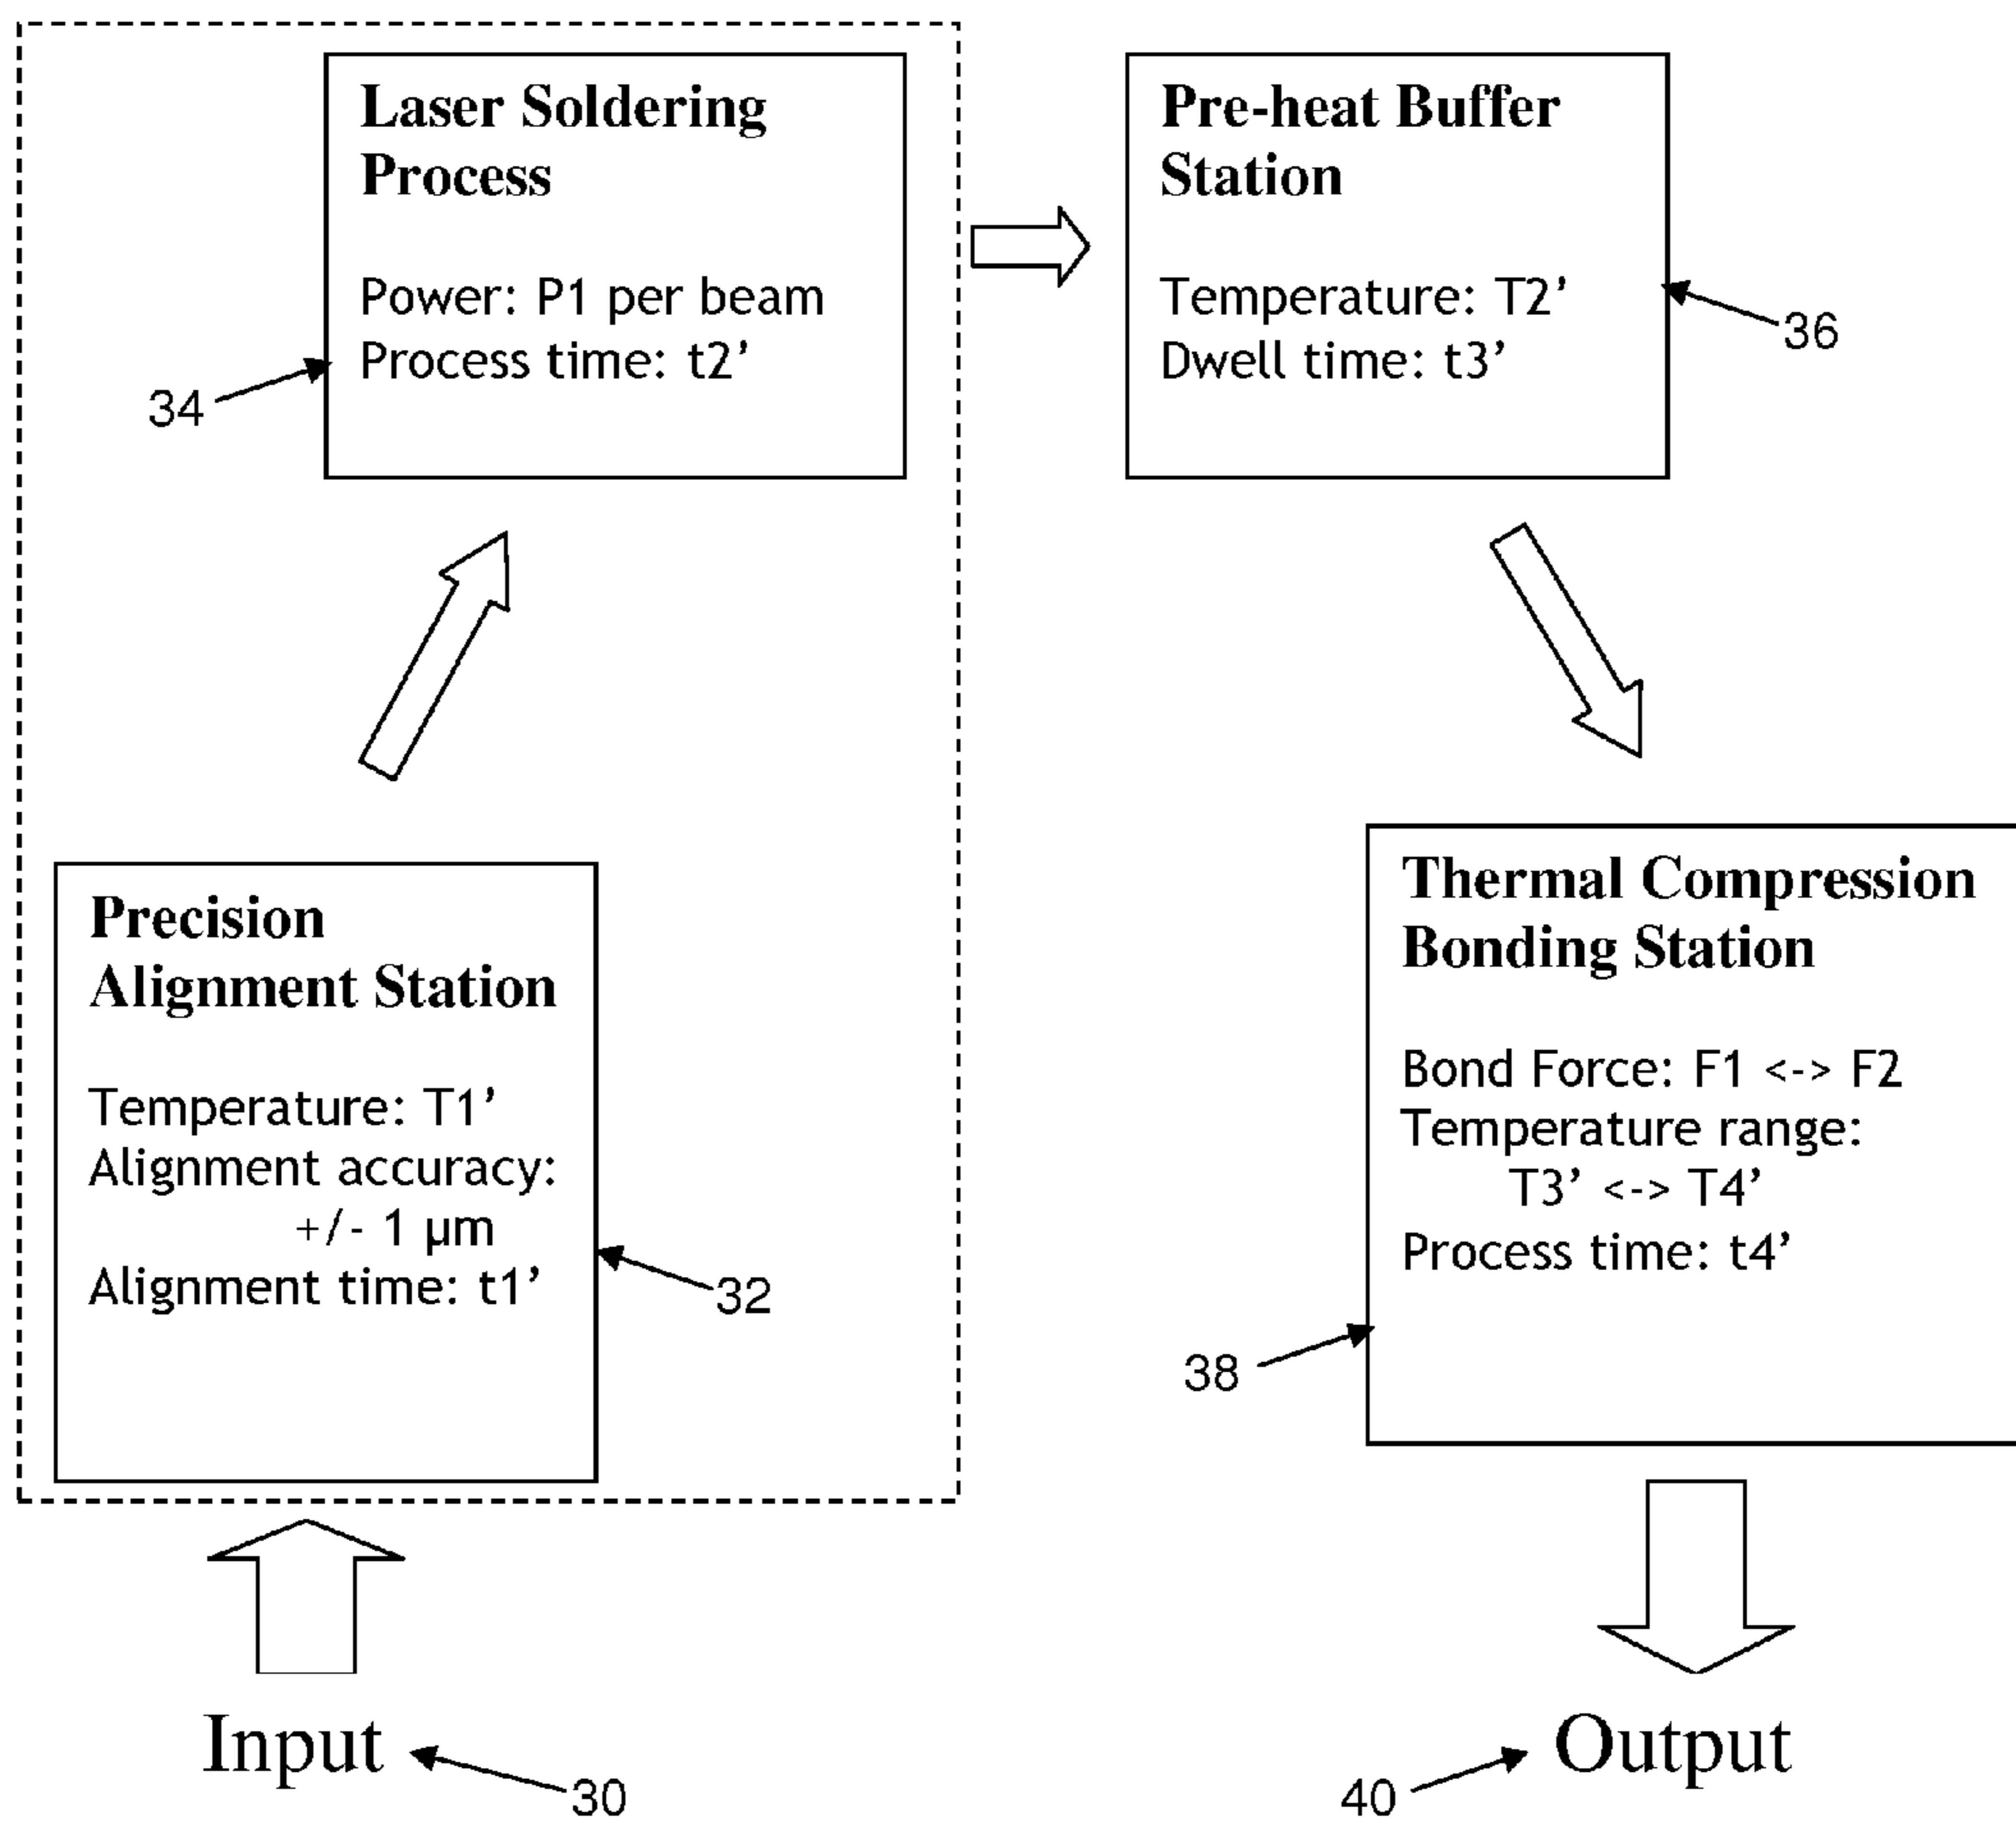 Laser Soldering
Process
Power: P1 per beam
Process time: t2’
34
Pre-heat Buffer
Station
Temperature: T2’
Dwell time: t3’
36
Precision
Alignment Station
Temperature: T1’
Alignment accuracy:
+/- 1 µm
Alignment time: t1’
32
Thermal Compression
Bonding Station
Bond Force: F1 <-> F2
Temperature range:
T3’ <-> T4’
Process time: t4’
38
Input
30
Output
40